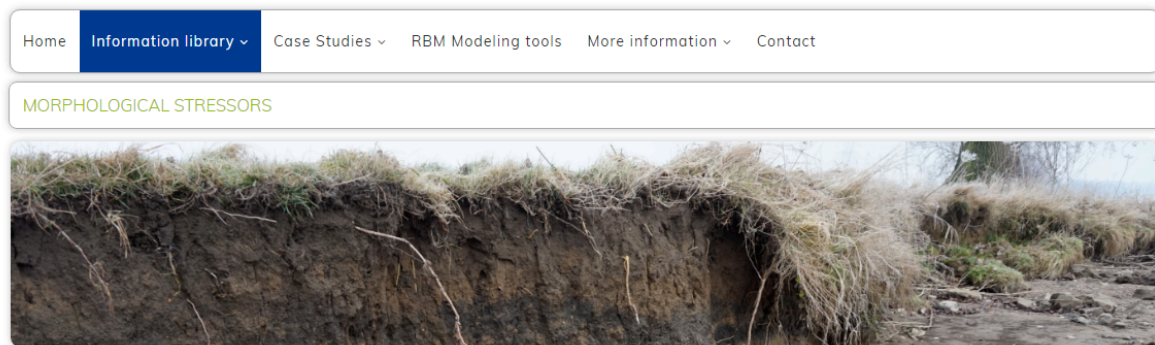 Home Information library Case Studies RBM Modeling tools More information Contact
MORPHOLOGICAL STRESSORS